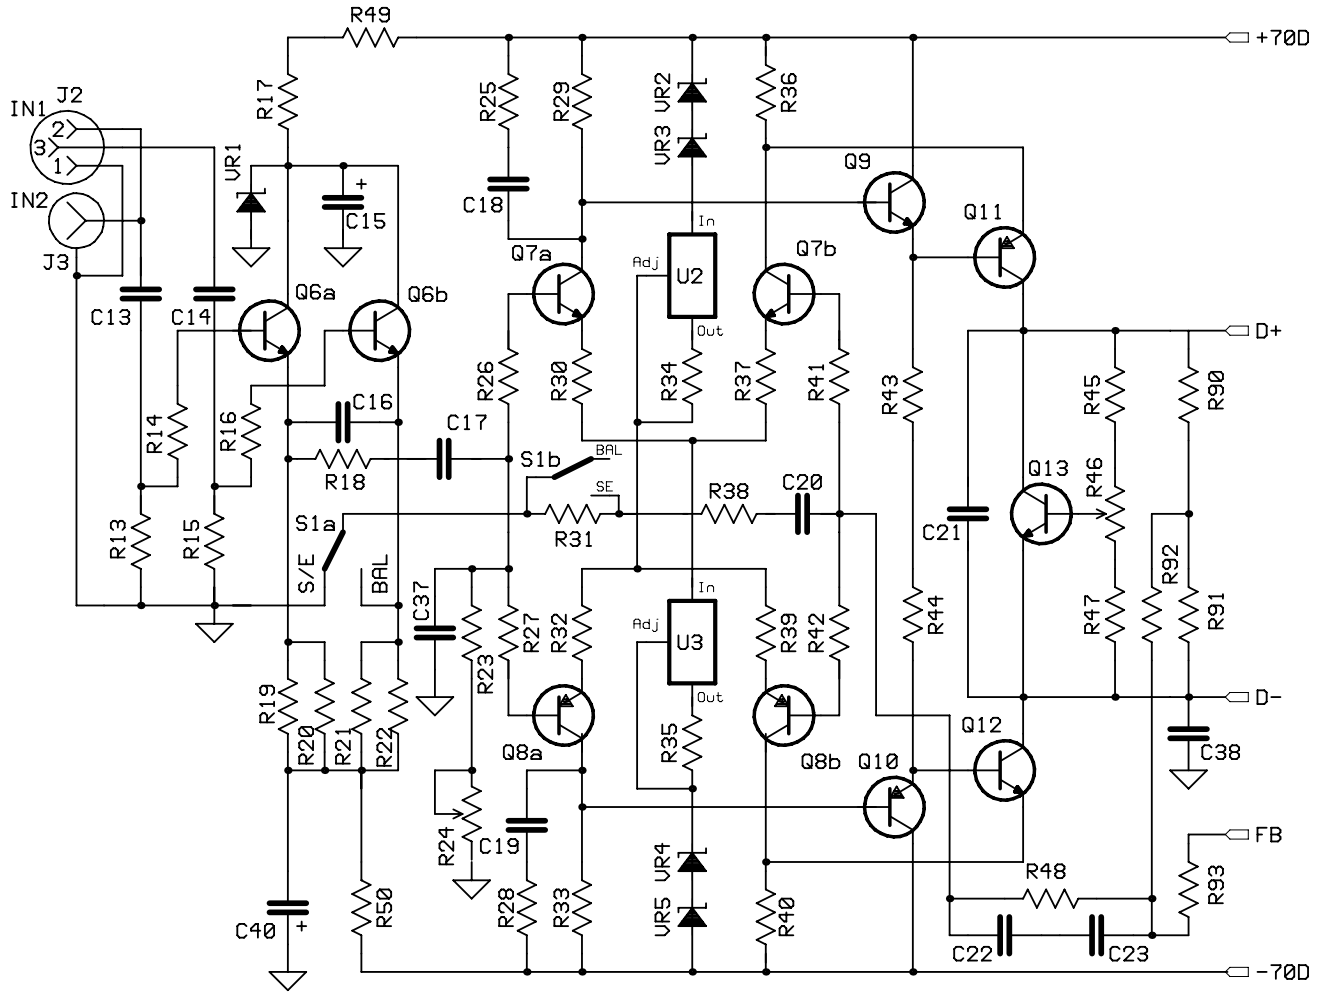 R49
+70D
J2
IN1
R17
R25
R29
VR2
R36
2
3
1
VR1
VR3
Q9
IN2
+
C15
C18
In
Q11
J3
Q7a
Adj
U2
Q7b
Q6a
Q6b
C13
C14
Out
D+
R26
R30
R34
R37
R41
R43
R45
R90
R14
R16
C16
C17
R18
S1b
BAL
SE
R38
C20
Q13
R46
S1a
R31
C21
R13
R15
S/E
BAL
R92
C37
R27
R32
In
Adj
U3
R39
R42
R44
R47
R91
R23
R19
R20
R21
R22
Out
D-
Q8a
R35
Q8b
Q10
Q12
C38
R24
C19
VR4
FB
R48
R93
C40
+
R50
R28
R33
VR5
R40
C22
C23
-70D